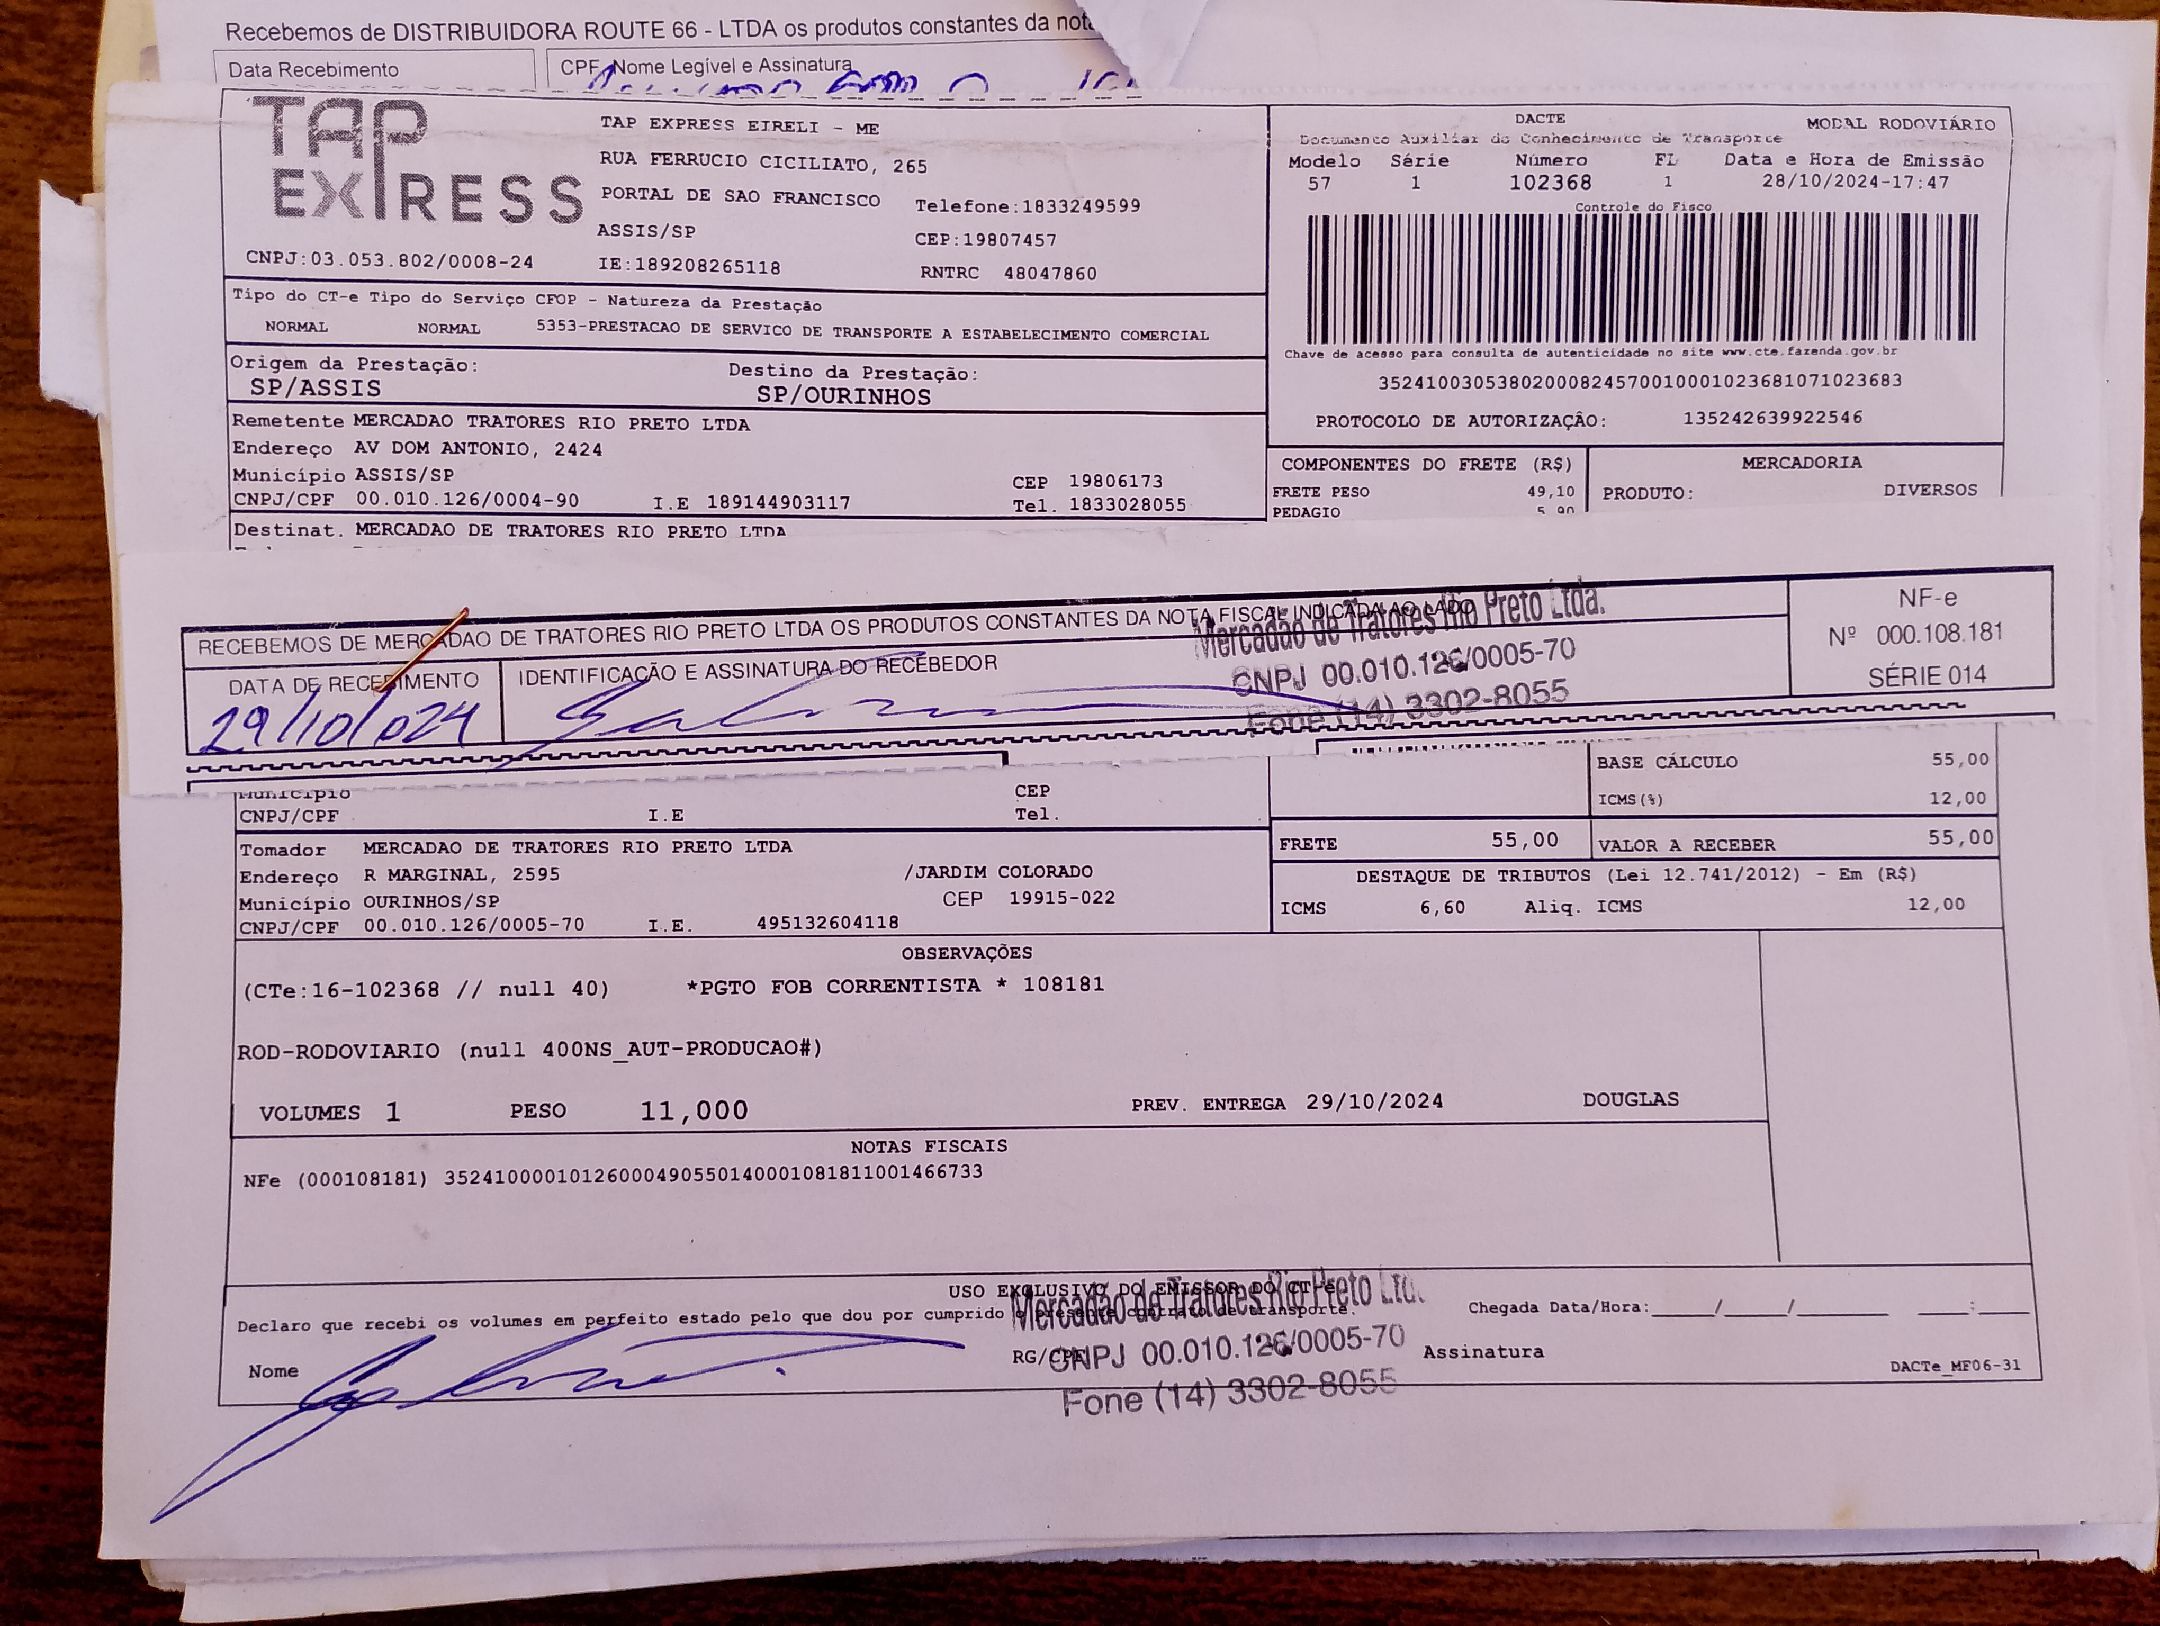 Recebemos de DISTRIBUIDORA ROUTE 66 - LTDA os produtos constantes da nota
Data Recebimento
CPF, Nome Legível e Assinatura
TAP EXPRESS
CNPJ:03.053.802/0008-24
TAP EXPRESS EIRELI - ME
RUA FERRUCIO CICILIATO, 265
PORTAL DE SAO FRANCISCO Telefone:1833249599
ASSIS/SP CEP:19807457
IE:189208265118 RNTRC 48047860
DACTE MODAL RODOVIÁRIO
Documento Auxiliar do Conhecimento de Transporte
Modelo Série Número FL Data e Hora de Emissão
57 1 102368 1 28/10/2024-17:47
Controle do Fisco
Chave de acesso para consulta de autenticidade no site www.cte.fazenda.gov.br
35241003053802000824570010001023681071023683
PROTOCOLO DE AUTORIZAÇÂO: 135242639922546
Tipo do CT-e Tipo do Serviço CFOP - Natureza da Prestação
NORMAL NORMAL 5353-PRESTACAO DE SERVICO DE TRANSPORTE A ESTABELECIMENTO COMERCIAL
Origem da Prestação: Destino da Prestação:
SP/ASSIS SP/OURINHOS
Remetente MERCADAO TRATORES RIO PRETO LTDA
Endereço AV DOM ANTONIO, 2424
Município ASSIS/SP CEP 19806173
CNPJ/CPF 00.010.126/0004-90 I.E 189144903117 Tel. 1833028055
Destinat. MERCADAO DE TRATORES RIO PRETO LTDA
COMPONENTES DO FRETE (R$) MERCADORIA
FRETE PESO 49,10 PRODUTO: DIVERSOS
PEDAGIO 5,90
RECEBEMOS DE MERCADAO DE TRATORES RIO PRETO LTDA OS PRODUTOS CONSTANTES DA NOTA FISCAL INDICADA AO LADO
DATA DE RECEBIMENTO
29/10/2024
IDENTIFICAÇÃO E ASSINATURA DO RECEBEDOR
Mercadão de Tratores Rio Preto Ltda.
CNPJ 00.010.126/0005-70
Fone (14) 3302-8055
NF-e
Nº 000.108.181
SÉRIE 014
Município CEP
CNPJ/CPF I.E Tel.
BASE CÁLCULO 55,00
ICMS(%) 12,00
FRETE 55,00 VALOR A RECEBER 55,00
DESTAQUE DE TRIBUTOS (Lei 12.741/2012) - Em (R$)
ICMS 6,60 Aliq. ICMS 12,00
Tomador MERCADAO DE TRATORES RIO PRETO LTDA
Endereço R MARGINAL, 2595 /JARDIM COLORADO
Município OURINHOS/SP CEP 19915-022
CNPJ/CPF 00.010.126/0005-70 I.E. 495132604118
OBSERVAÇÕES
(CTe:16-102368 // null 40) *PGTO FOB CORRENTISTA * 108181
ROD-RODOVIARIO (null 400NS_AUT-PRODUCAO#)
VOLUMES 1 PESO 11,000 PREV. ENTREGA 29/10/2024 DOUGLAS
NOTAS FISCAIS
NFe (000108181) 35241000010126000490550140001081811001466733
USO EXCLUSIVO DO EMISSOR DO CT-e
Declaro que recebi os volumes em perfeito estado pelo que dou por cumprido o presente contrato de transporte. Chegada Data/Hora:____/____/______ ___:___
Nome RG/CPF Assinatura
Mercadão de Tratores Rio Preto Ltd.
CNPJ 00.010.126/0005-70
Fone (14) 3302-8055
DACTe_MF06-31